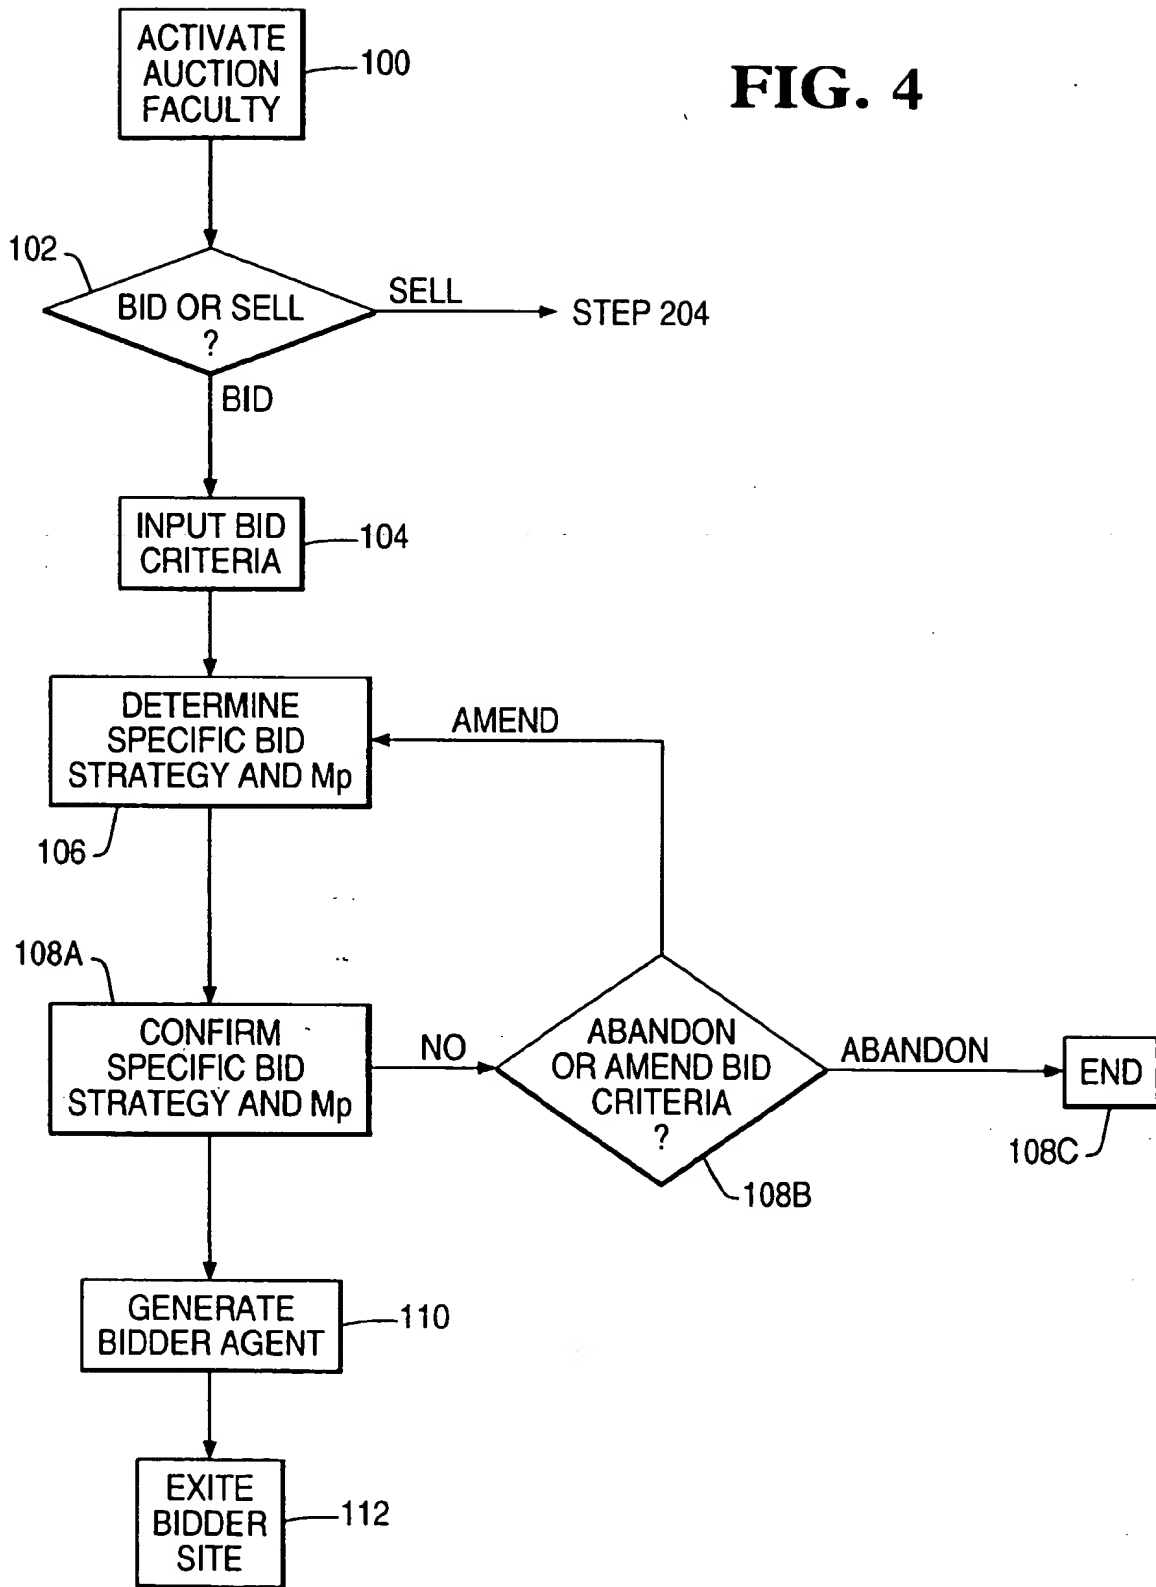 FIG. 4
ACTIVATE
AUCTION
FACULTY
100
102
BID OR SELL
?
SELL
STEP 204
BID
INPUT BID
CRITERIA
104
DETERMINE
SPECIFIC BID
STRATEGY AND Mp
106
AMEND
108A
CONFIRM
SPECIFIC BID
STRATEGY AND Mp
NO
ABANDON
OR AMEND BID
CRITERIA
?
108B
ABANDON
END
108C
GENERATE
BIDDER AGENT
110
EXITE
BIDDER
SITE
112